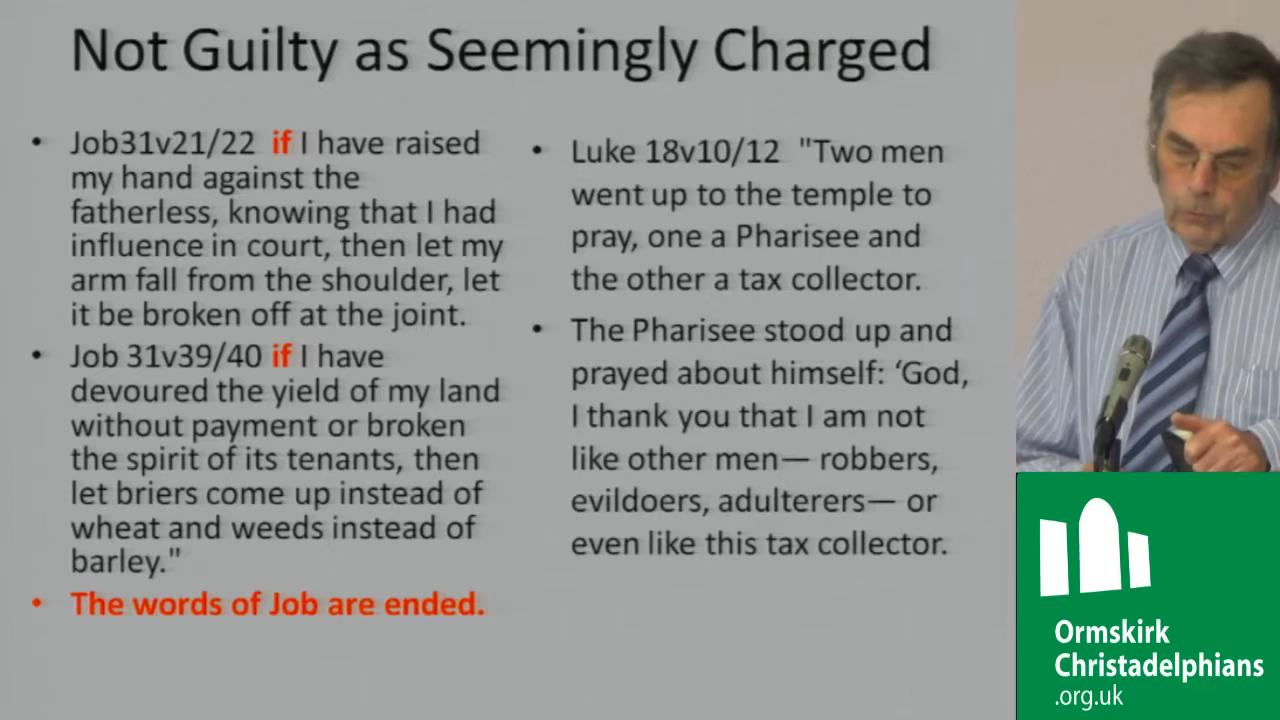 Not Guilty as Seemingly Charged
• Job31v21/22 if I have raised
my hand against the
fatherless, knowing that I had
influence in court, then let my
arm fall from the shoulder, let
it be broken off at the joint.
• Job 31v39/40 if I have
devoured the yield of my land
without payment or broken
the spirit of its tenants, then
let briers come up instead of
wheat and weeds instead of
barley."
• The words of Job are ended.
• Luke 18v10/12 "Two men
went up to the temple to
pray, one a Pharisee and
the other a tax collector.
• The Pharisee stood up and
prayed about himself: ‘God,
I thank you that I am not
like other men— robbers,
evildoers, adulterers— or
even like this tax collector.
Ormskirk
Christadelphians
.org.uk